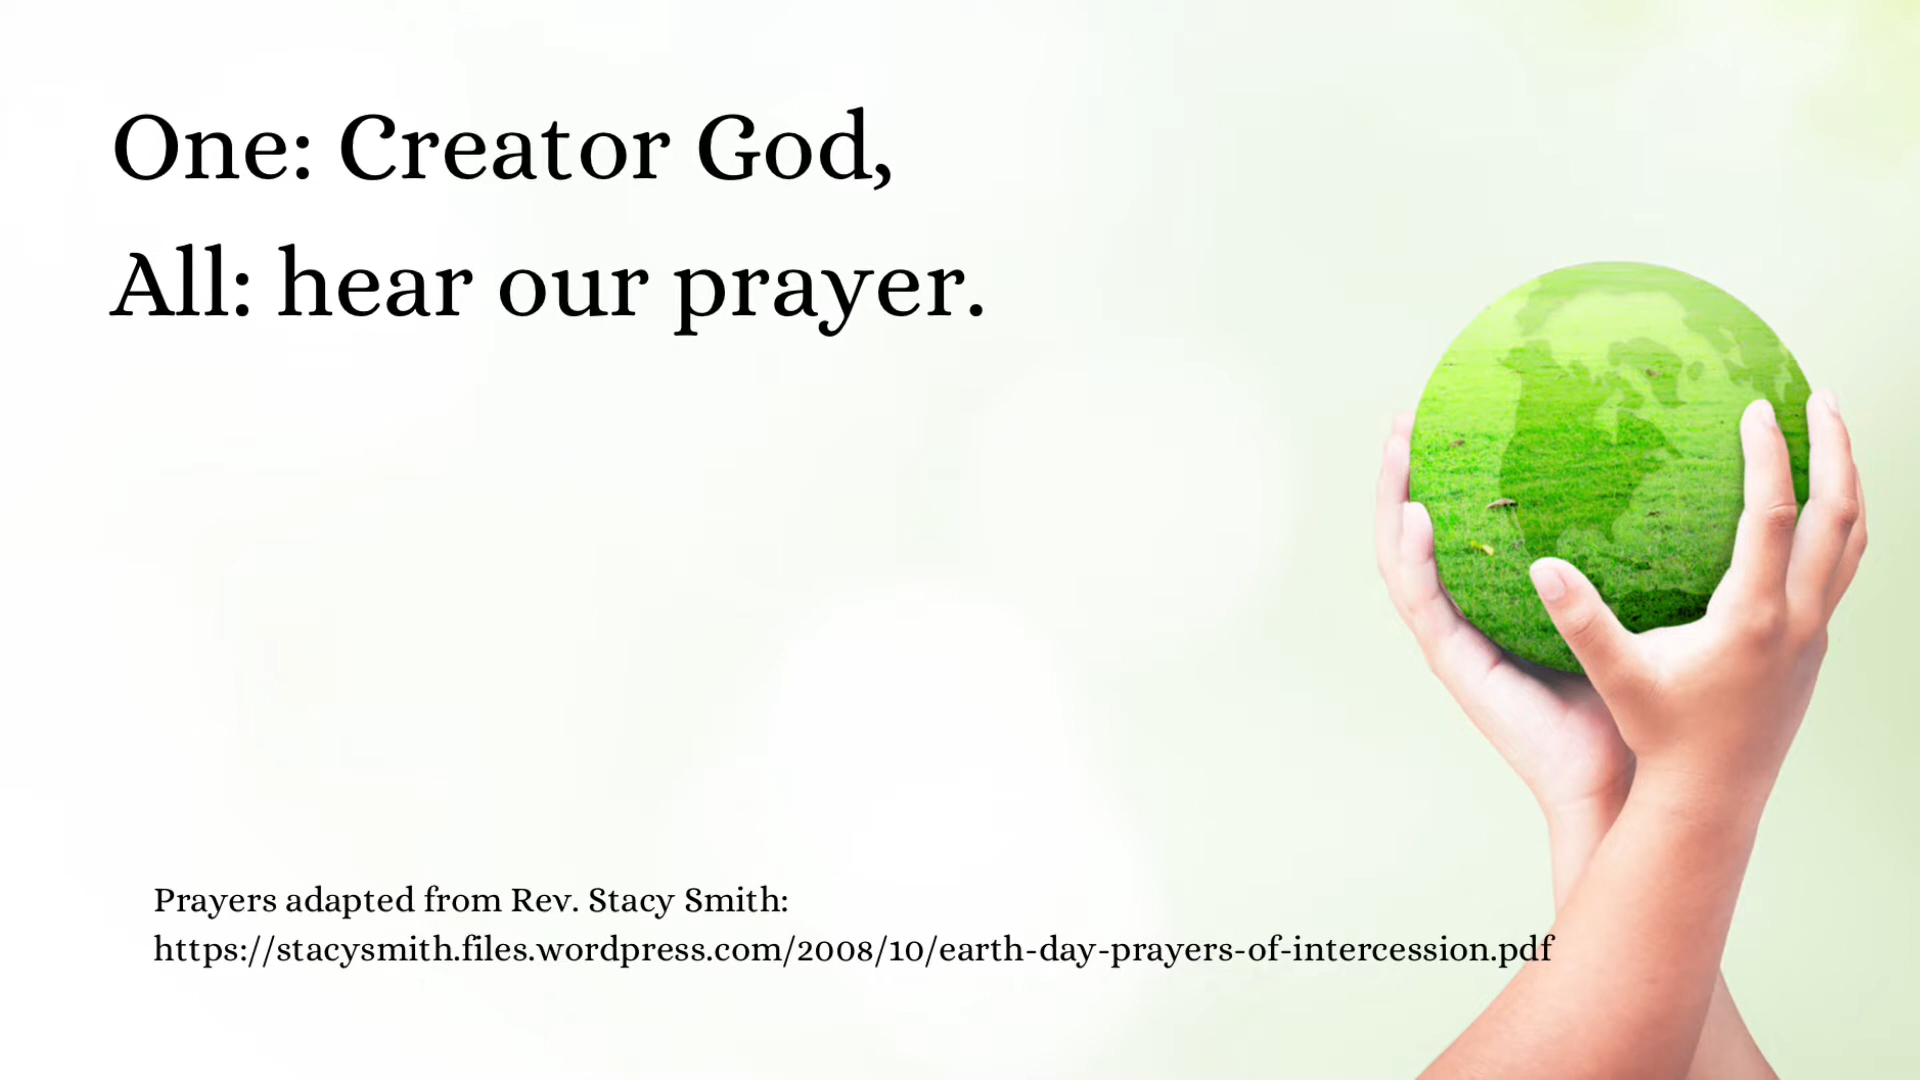 One: Creator God,
All: hear our prayer.
Prayers adapted from Rev. Stacy Smith:
https://stacysmith.files.wordpress.com/2008/10/earth-day-prayers-of-intercession.pdf